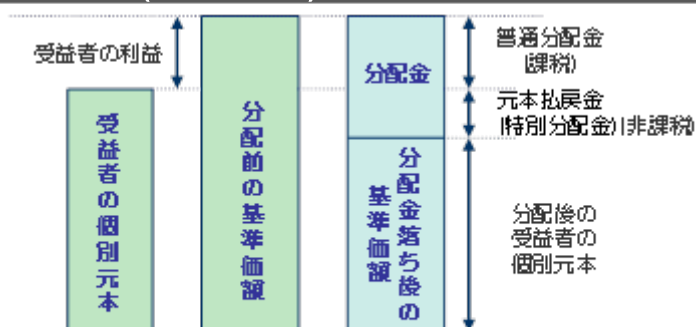 受益者の利益
受益者の個別元本
分配前の基準価額
分配金
分配金落ち後の
基準価額
普通分配金
(課税)
元本払戻金
(特別分配金)(非課税)
分配後の
受益者の
個別元本